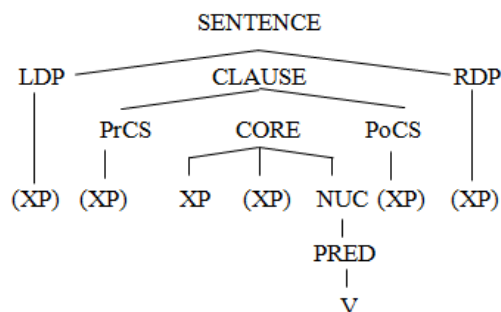 SENTENCE
LDP CLAUSE RDP
PrCS CORE PoCS
(XP) (XP) XP (XP) NUC (XP) (XP)
PRED
V